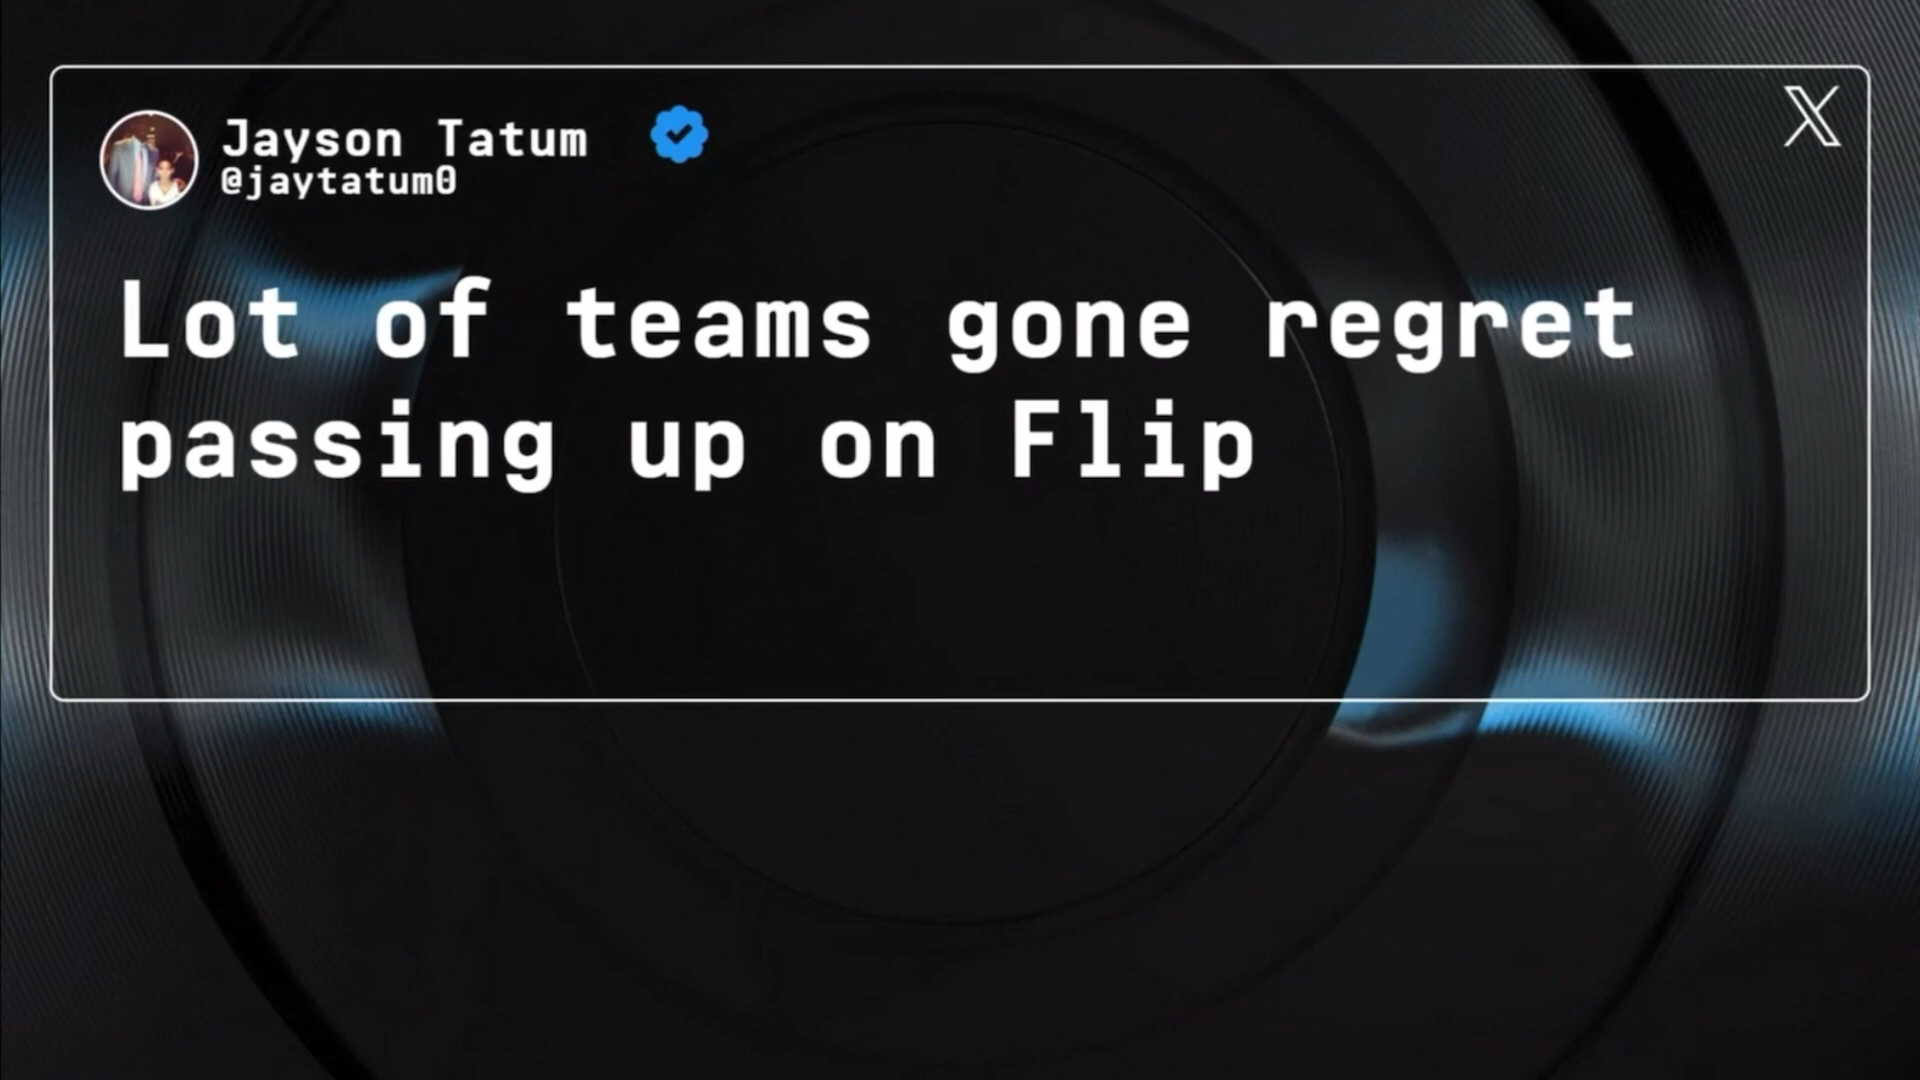 Jayson Tatum
@jaytatum0
Lot of teams gone regret
passing up on Flip